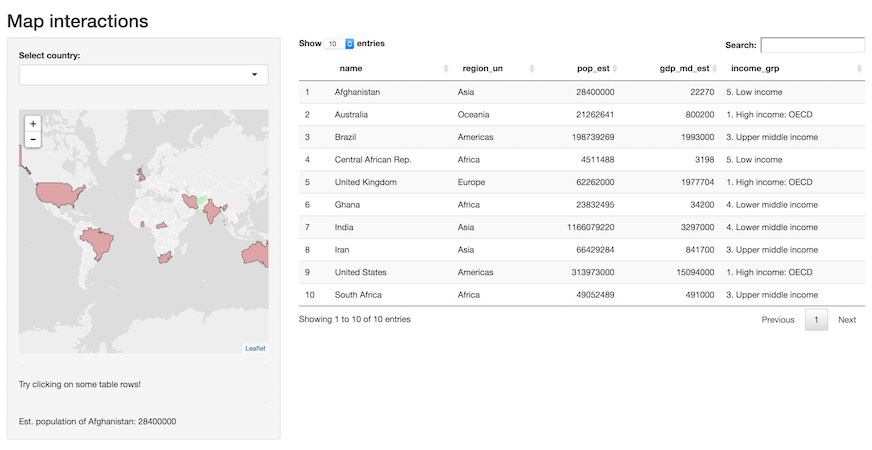 Map interactions
Select country:
+
-
Leaflet
Try clicking on some table rows!
Est. population of Afghanistan: 28400000
Show 10 entries
Search:
name region_un pop_est gdp_md_est income_grp
1 Afghanistan Asia 28400000 22270 5. Low income
2 Australia Oceania 21262641 800200 1. High income: OECD
3 Brazil Americas 198739269 1993000 3. Upper middle income
4 Central African Rep. Africa 4511488 3198 5. Low income
5 United Kingdom Europe 62262000 1977704 1. High income: OECD
6 Ghana Africa 23832495 34200 4. Lower middle income
7 India Asia 1166079220 3297000 4. Lower middle income
8 Iran Asia 66429284 841700 3. Upper middle income
9 United States Americas 313973000 15094000 1. High income: OECD
10 South Africa Africa 49052489 491000 3. Upper middle income
Showing 1 to 10 of 10 entries
Previous 1 Next